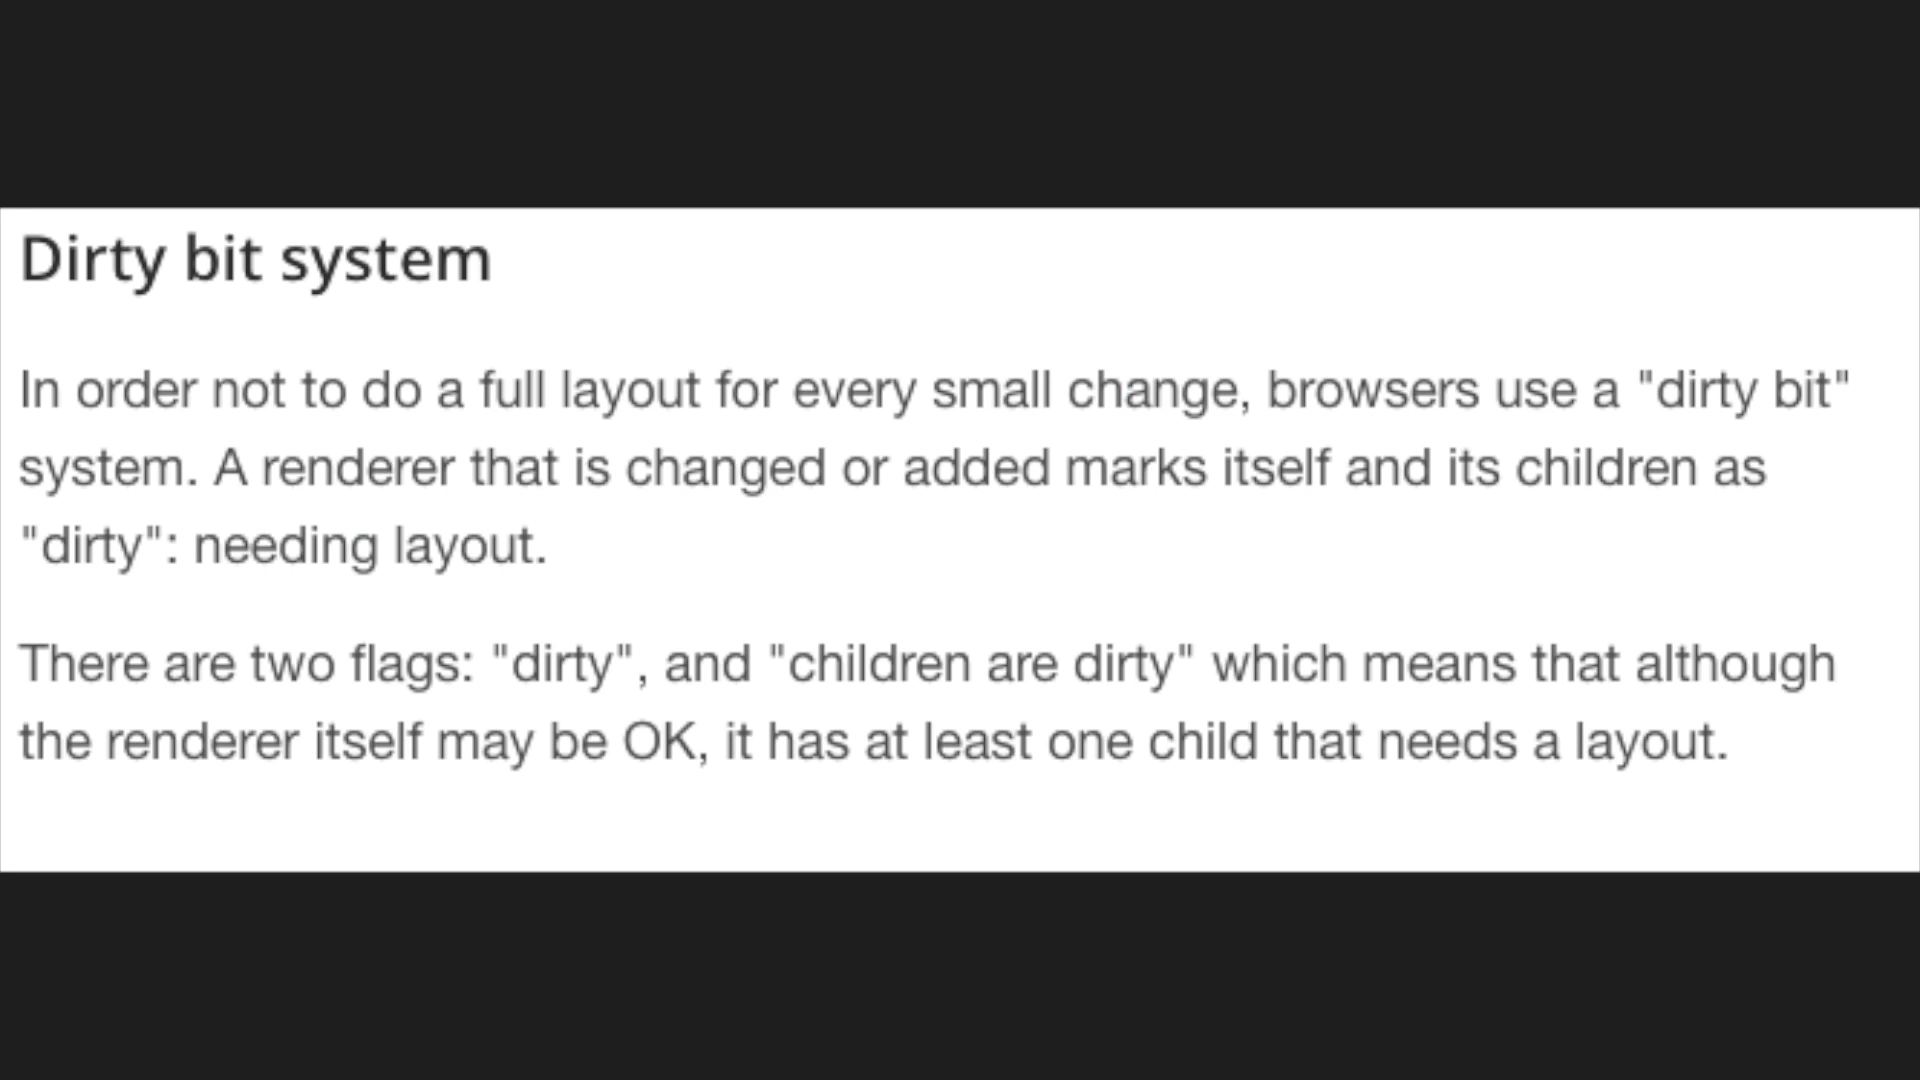 Dirty bit system
In order not to do a full layout for every small change, browsers use a "dirty bit"
system. A renderer that is changed or added marks itself and its children as
"dirty": needing layout.
There are two flags: "dirty", and "children are dirty" which means that although
the renderer itself may be OK, it has at least one child that needs a layout.